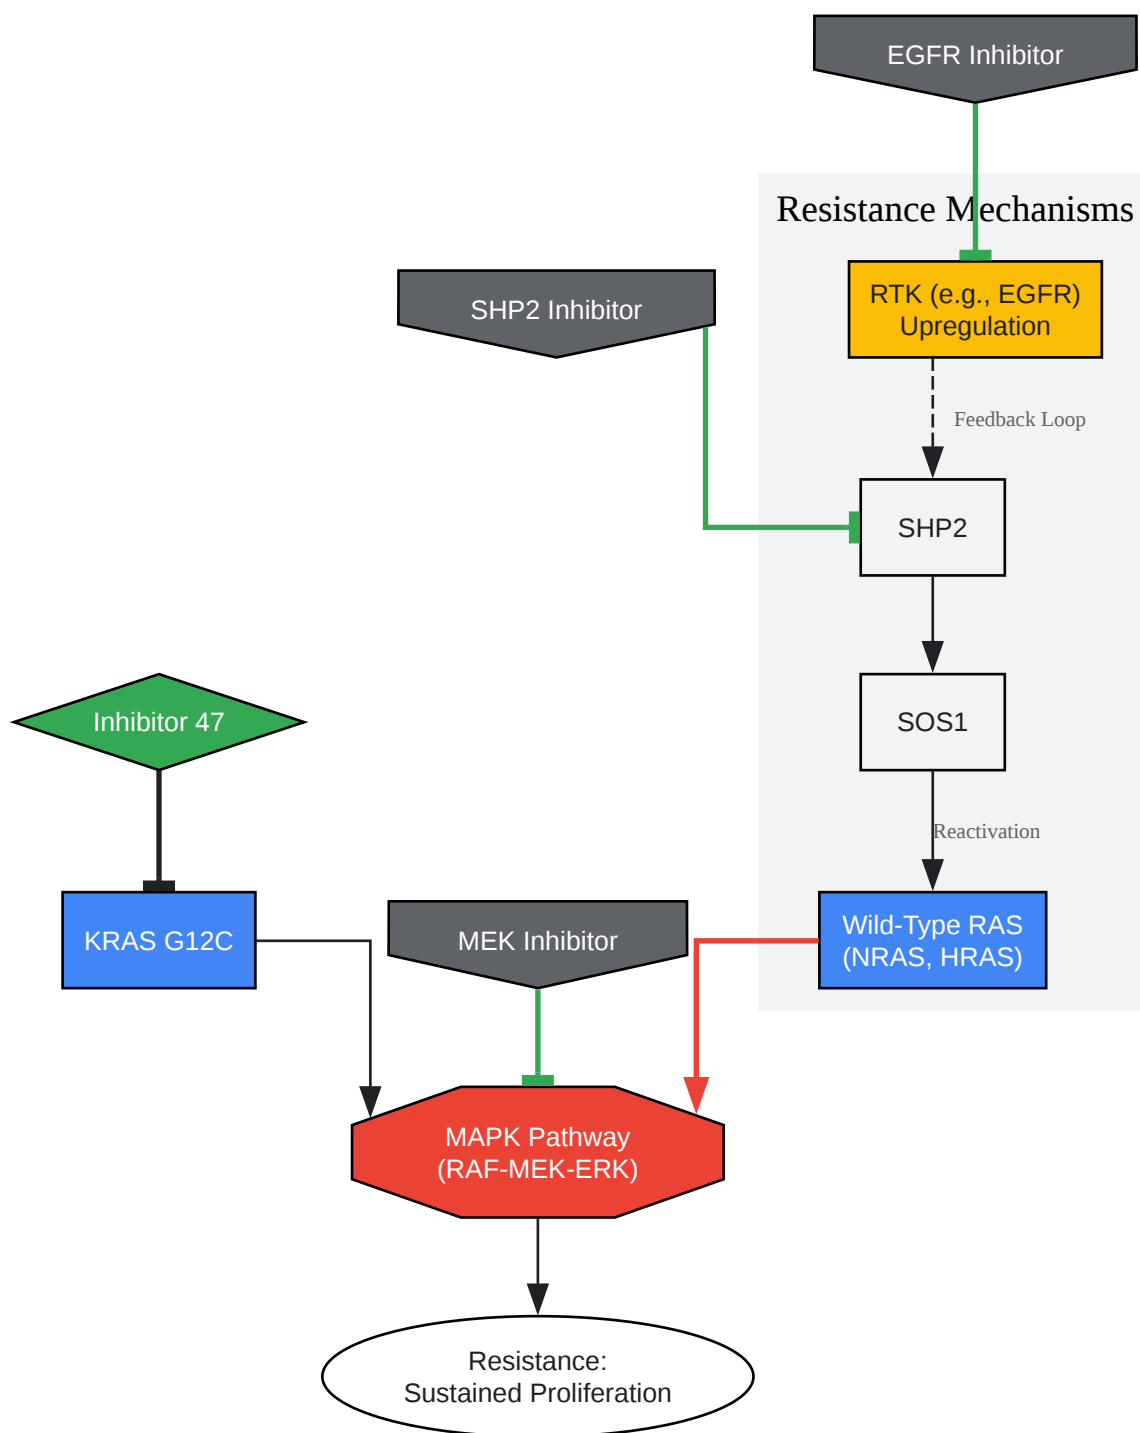 EGFR Inhibitor
Resistance Mechanisms
RTK (e.g., EGFR)
Upregulation
SHP2 Inhibitor
Feedback Loop
SHP2
SOS1
Inhibitor 47
Reactivation
KRAS G12C
MEK Inhibitor
Wild-Type RAS
(NRAS, HRAS)
MAPK Pathway
(RAF-MEK-ERK)
Resistance:
Sustained Proliferation